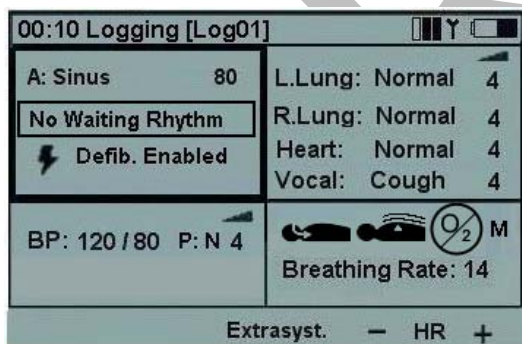 00:10 Logging [Log01]
A: Sinus 80
No Waiting Rhythm
Defib. Enabled
L.Lung: Normal 4
R.Lung: Normal 4
Heart: Normal 4
Vocal: Cough 4
BP: 120 / 80 P: N 4
O2 M
Breathing Rate: 14
Extrasyst. − HR +